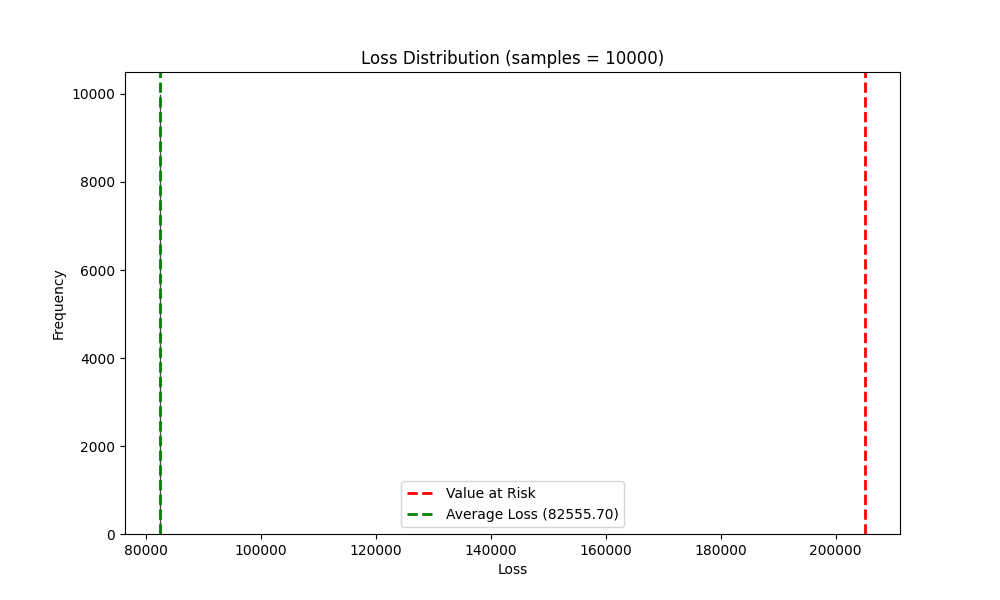 Loss Distribution (samples = 10000)
10000
8000
6000
4000
2000
0
Frequency
Value at Risk
Average Loss (82555.70)
80000 100000 120000 140000 160000 180000 200000
Loss